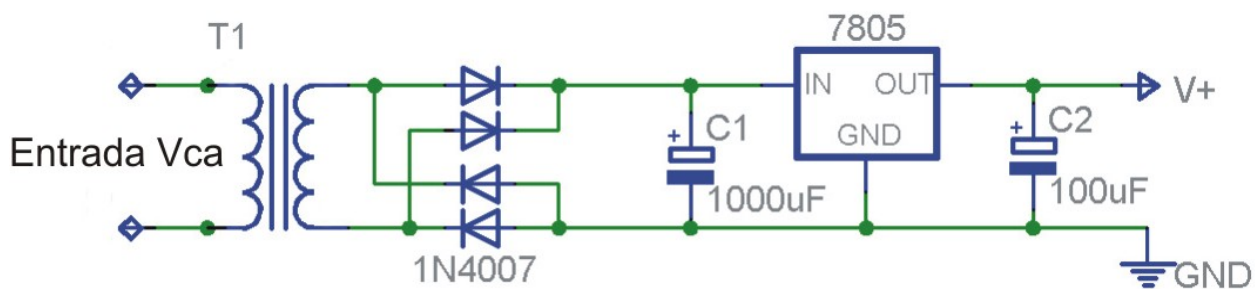 T1
7805
IN OUT
GND
V+
Entrada Vca
C1
1000uF
C2
100uF
1N4007
GND